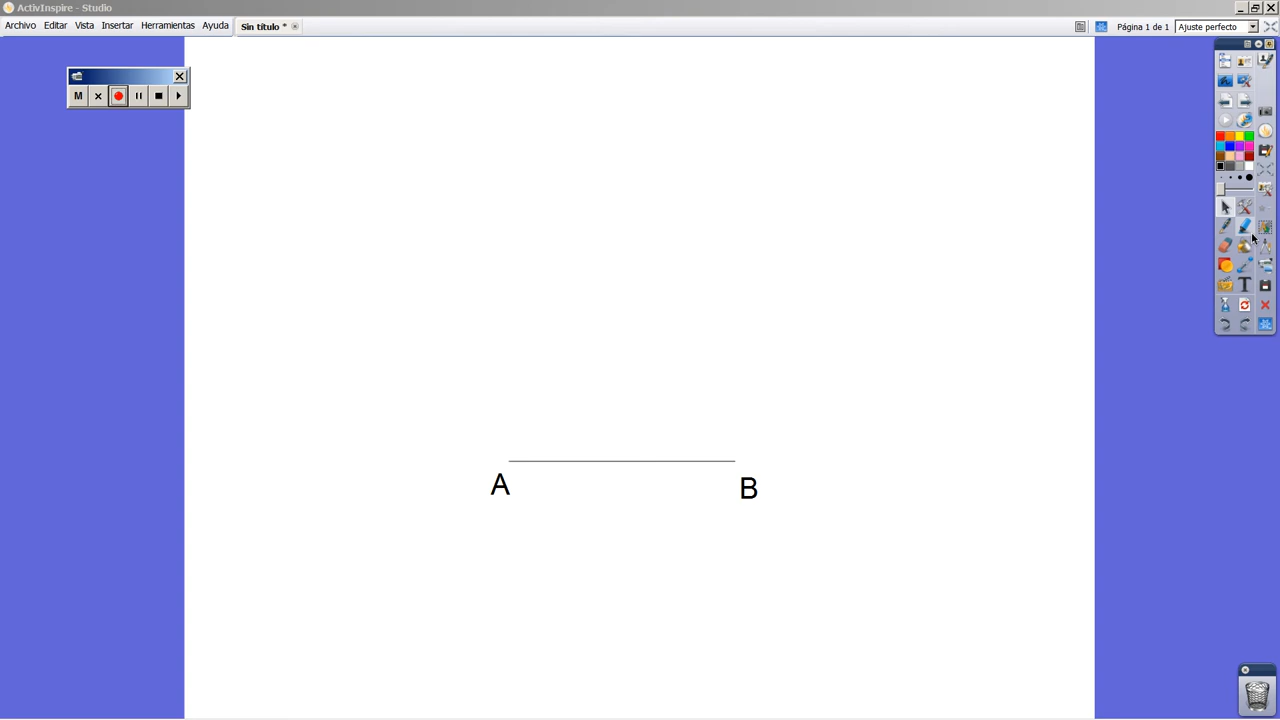 ActivInspire - Studio
Archivo Editar Vista Insertar Herramientas Ayuda Sin título * Página 1 de 1 Ajuste perfecto
M
T
A B